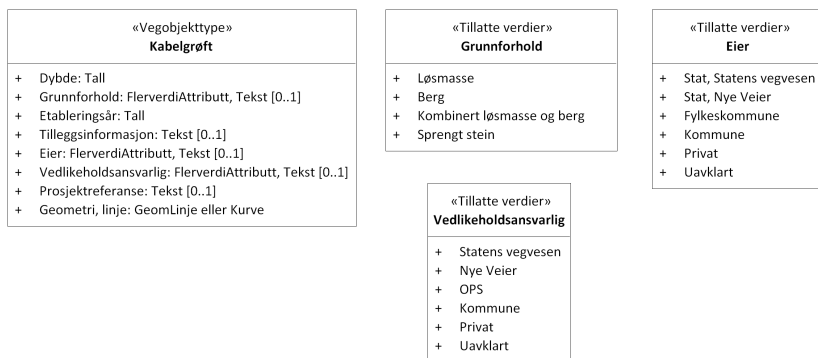 «Vegobjekttype»
Kabelgrøft
+ Dybde: Tall
+ Grunnforhold: FlerverdiAttributt, Tekst [0..1]
+ Etableringsår: Tall
+ Tilleggsinformasjon: Tekst [0..1]
+ Eier: FlerverdiAttributt, Tekst [0..1]
+ Vedlikeholdsansvarlig: FlerverdiAttributt, Tekst [0..1]
+ Prosjektreferanse: Tekst [0..1]
+ Geometri, linje: GeomLinje eller Kurve
«Tillatte verdier»
Grunnforhold
+ Løsmasse
+ Berg
+ Kombinert løsmasse og berg
+ Sprengt stein
«Tillatte verdier»
Eier
+ Stat, Statens vegvesen
+ Stat, Nye Veier
+ Fylkeskommune
+ Kommune
+ Privat
+ Uavklart
«Tillatte verdier»
Vedlikeholdsansvarlig
+ Statens vegvesen
+ Nye Veier
+ OPS
+ Kommune
+ Privat
+ Uavklart